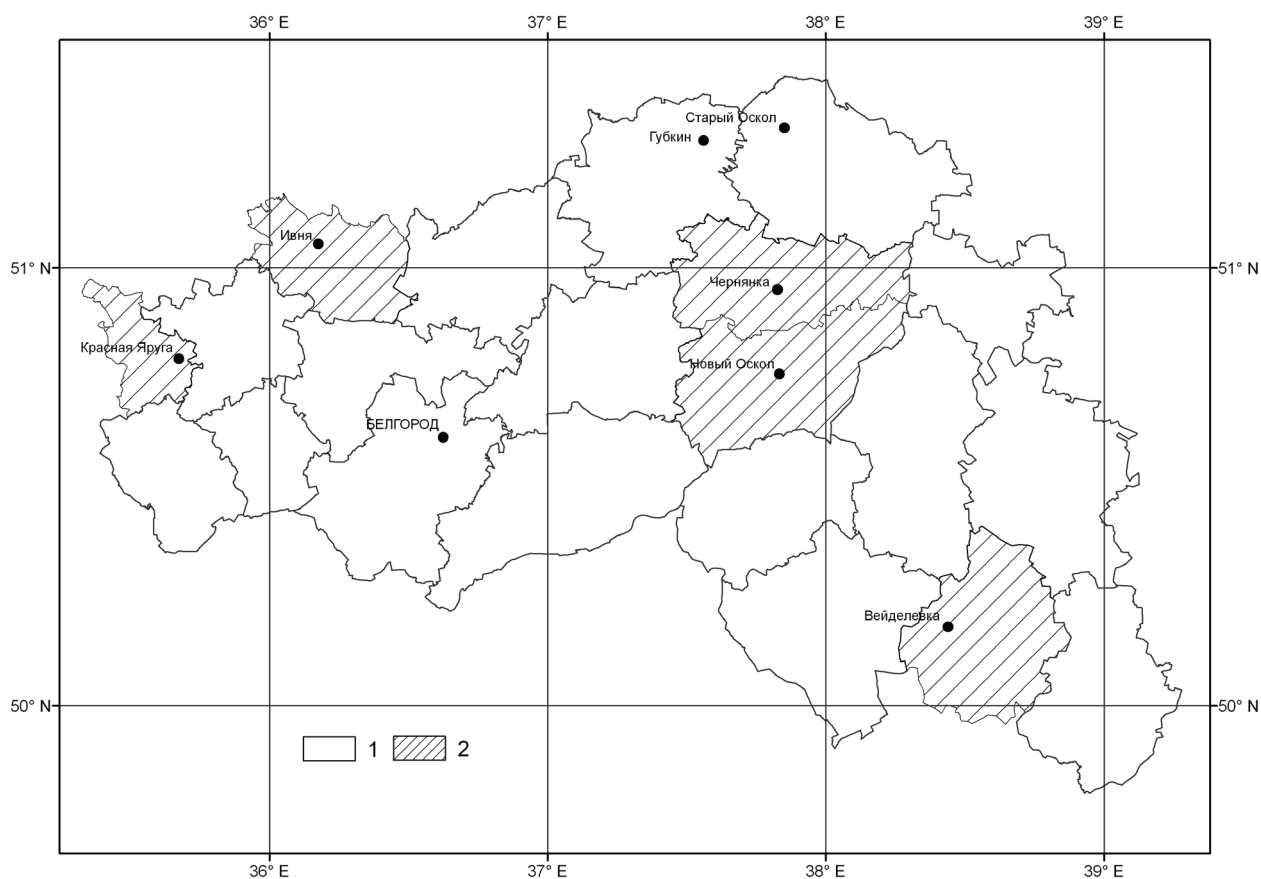 36° E 37° E 38° E 39° E
Старый Оскол
Губкин
Ивня
51° N 51° N
Чернянка
Красная Яруга
Новый Оскол
БЕЛГОРОД
Вейделевка
50° N 50° N
1 2
36° E 37° E 38° E 39° E